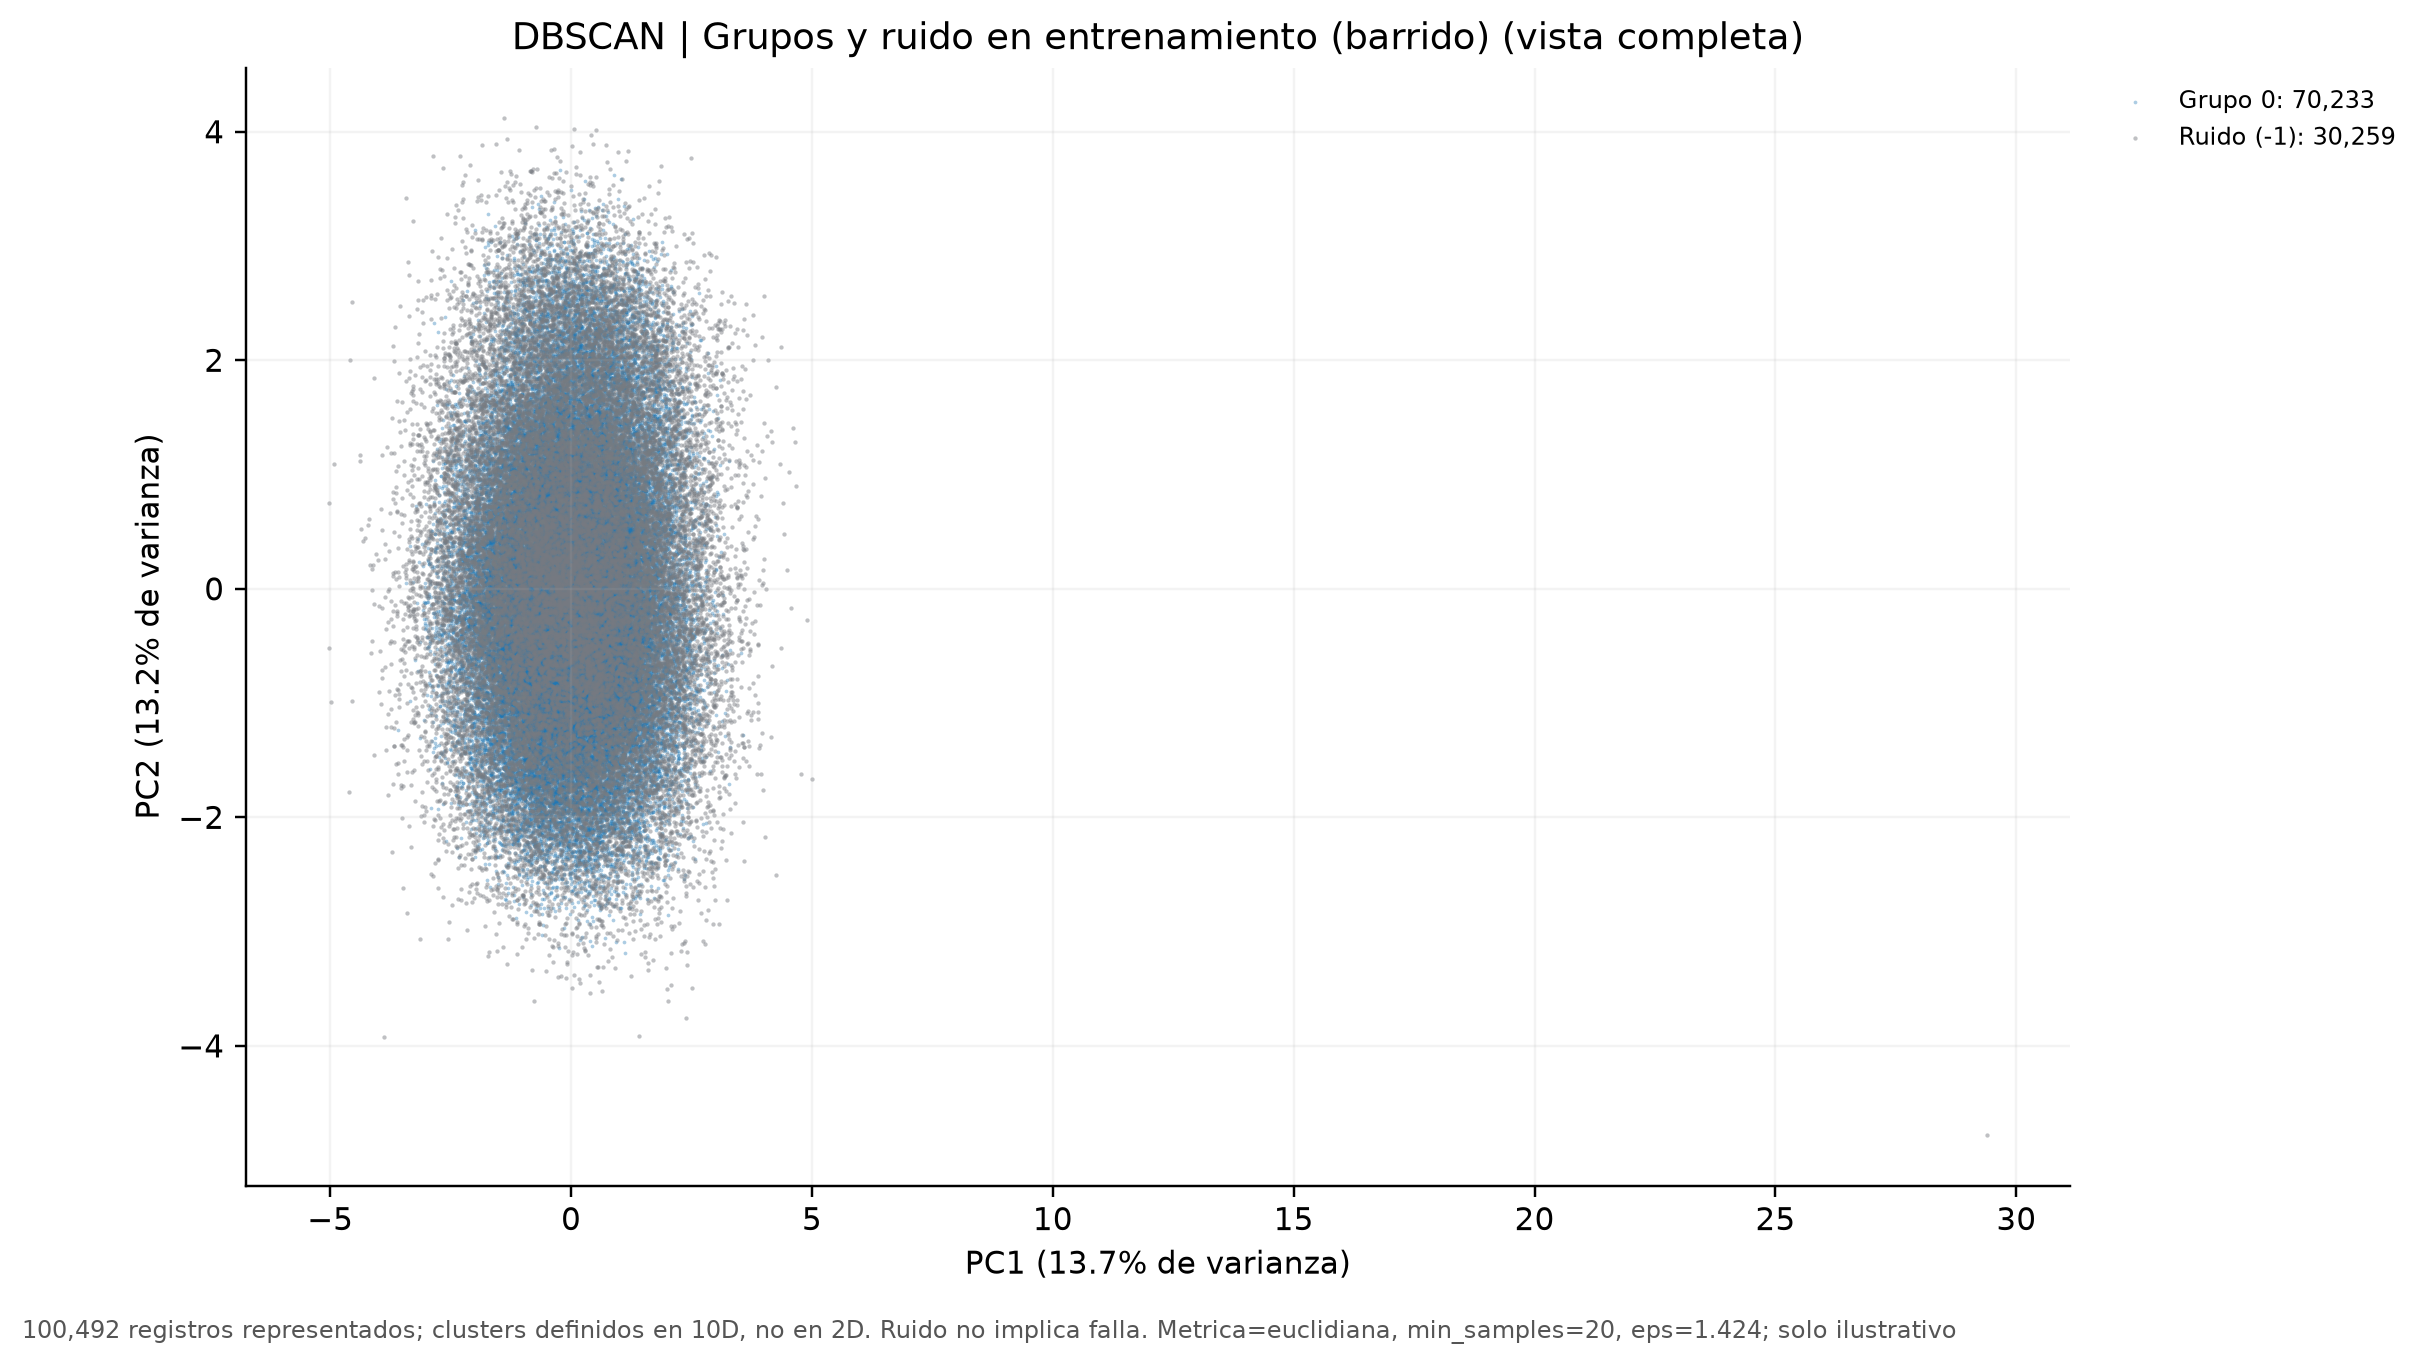 DBSCAN | Grupos y ruido en entrenamiento (barrido) (vista completa)
Grupo 0: 70,233
Ruido (-1): 30,259
4
2
0
−2
−4
PC2 (13.2% de varianza)
−5
0
5
10
15
20
25
30
PC1 (13.7% de varianza)
100,492 registros representados; clusters definidos en 10D, no en 2D. Ruido no implica falla. Metrica=euclidiana, min_samples=20, eps=1.424; solo ilustrativo